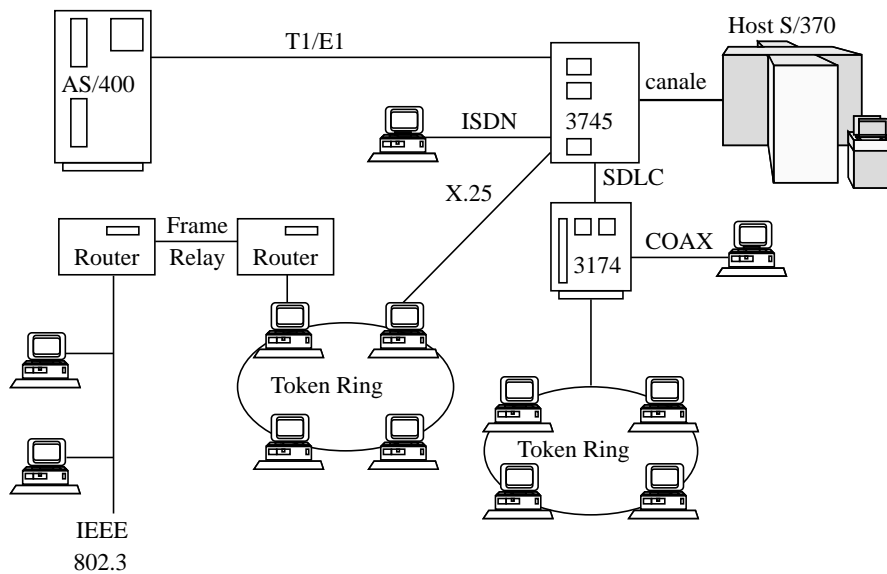 Host S/370
T1/E1
AS/400
canale
ISDN
3745
SDLC
X.25
Frame
Relay
Router
Router
COAX
3174
Token Ring
Token Ring
IEEE
802.3